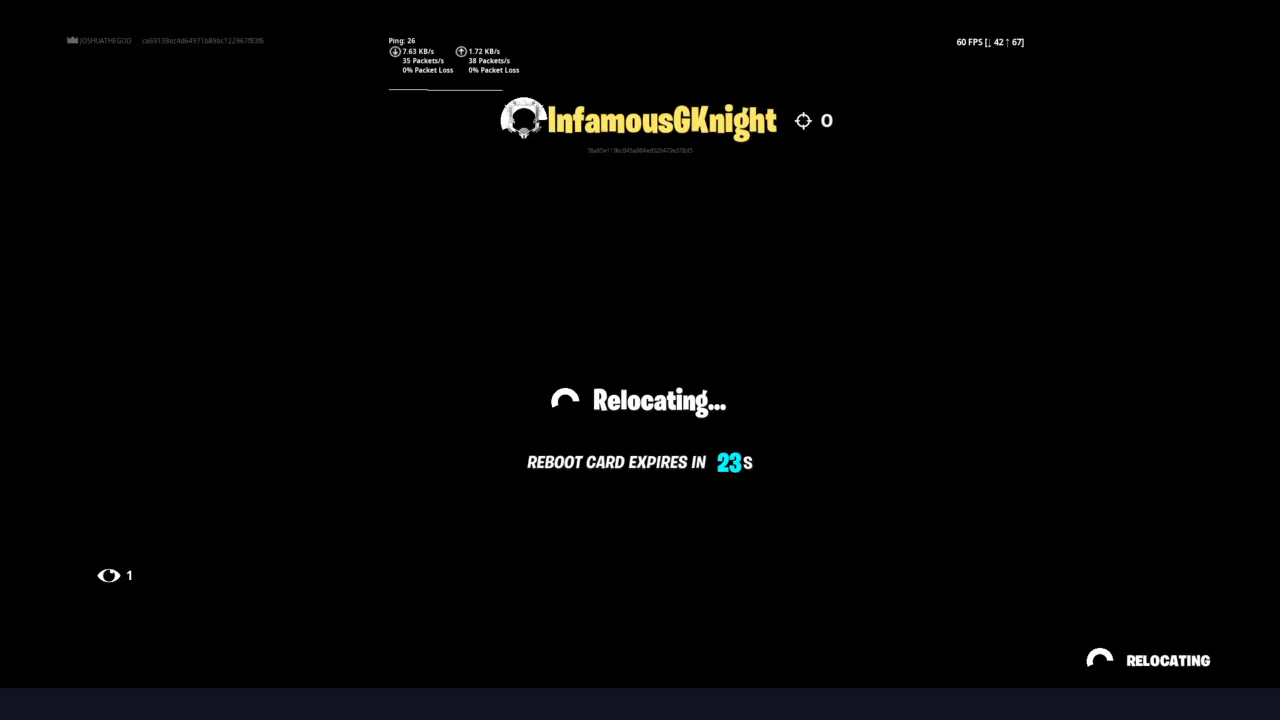 JOSHUATHEGOD
Ping: 26
7.63 KB/s 1.72 KB/s
35 Packets/s 38 Packets/s
0% Packet Loss 0% Packet Loss
60 FPS [↓ 42 ↑ 67]
InfamousGKnight 0
Relocating...
REBOOT CARD EXPIRES IN 23S
1
RELOCATING